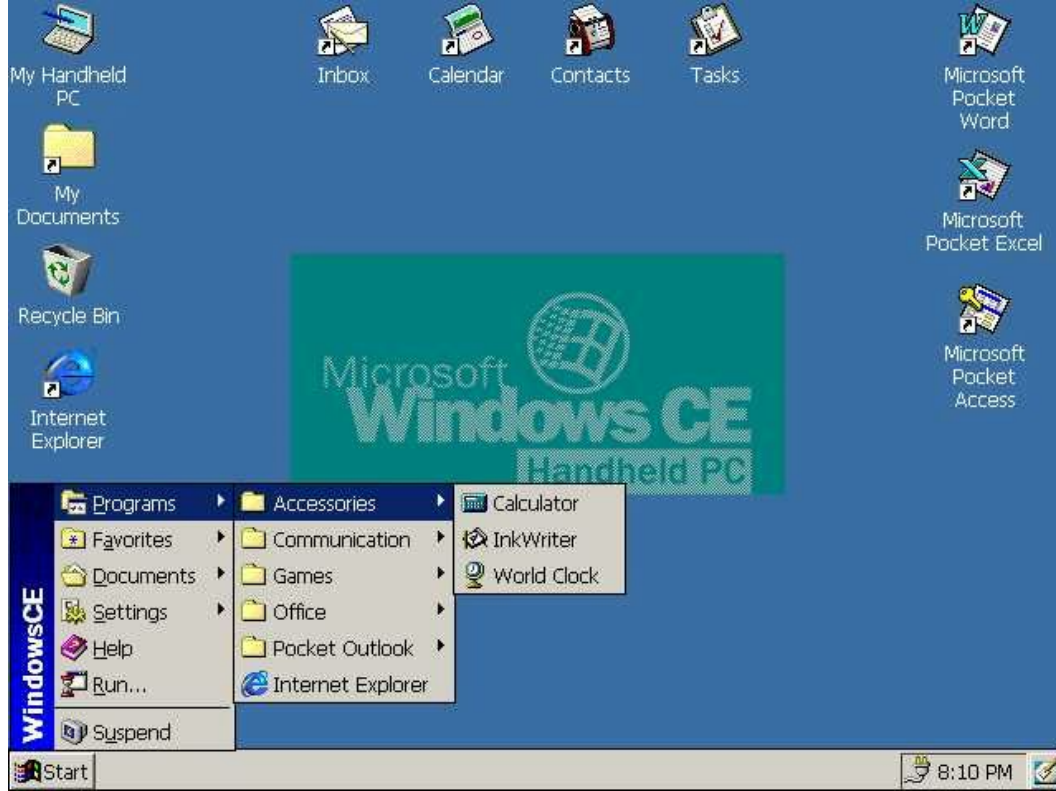 My Handheld
PC
Inbox
Calendar
Contacts
Tasks
Microsoft
Pocket
Word
My
Documents
Microsoft
Pocket Excel
Recycle Bin
Microsoft
Pocket
Access
Internet
Explorer
Microsoft
Windows CE
Handheld PC
WindowsCE
Programs
Favorites
Documents
Settings
Help
Run...
Suspend
Accessories
Communication
Games
Office
Pocket Outlook
Internet Explorer
Calculator
InkWriter
World Clock
Start
8:10 PM